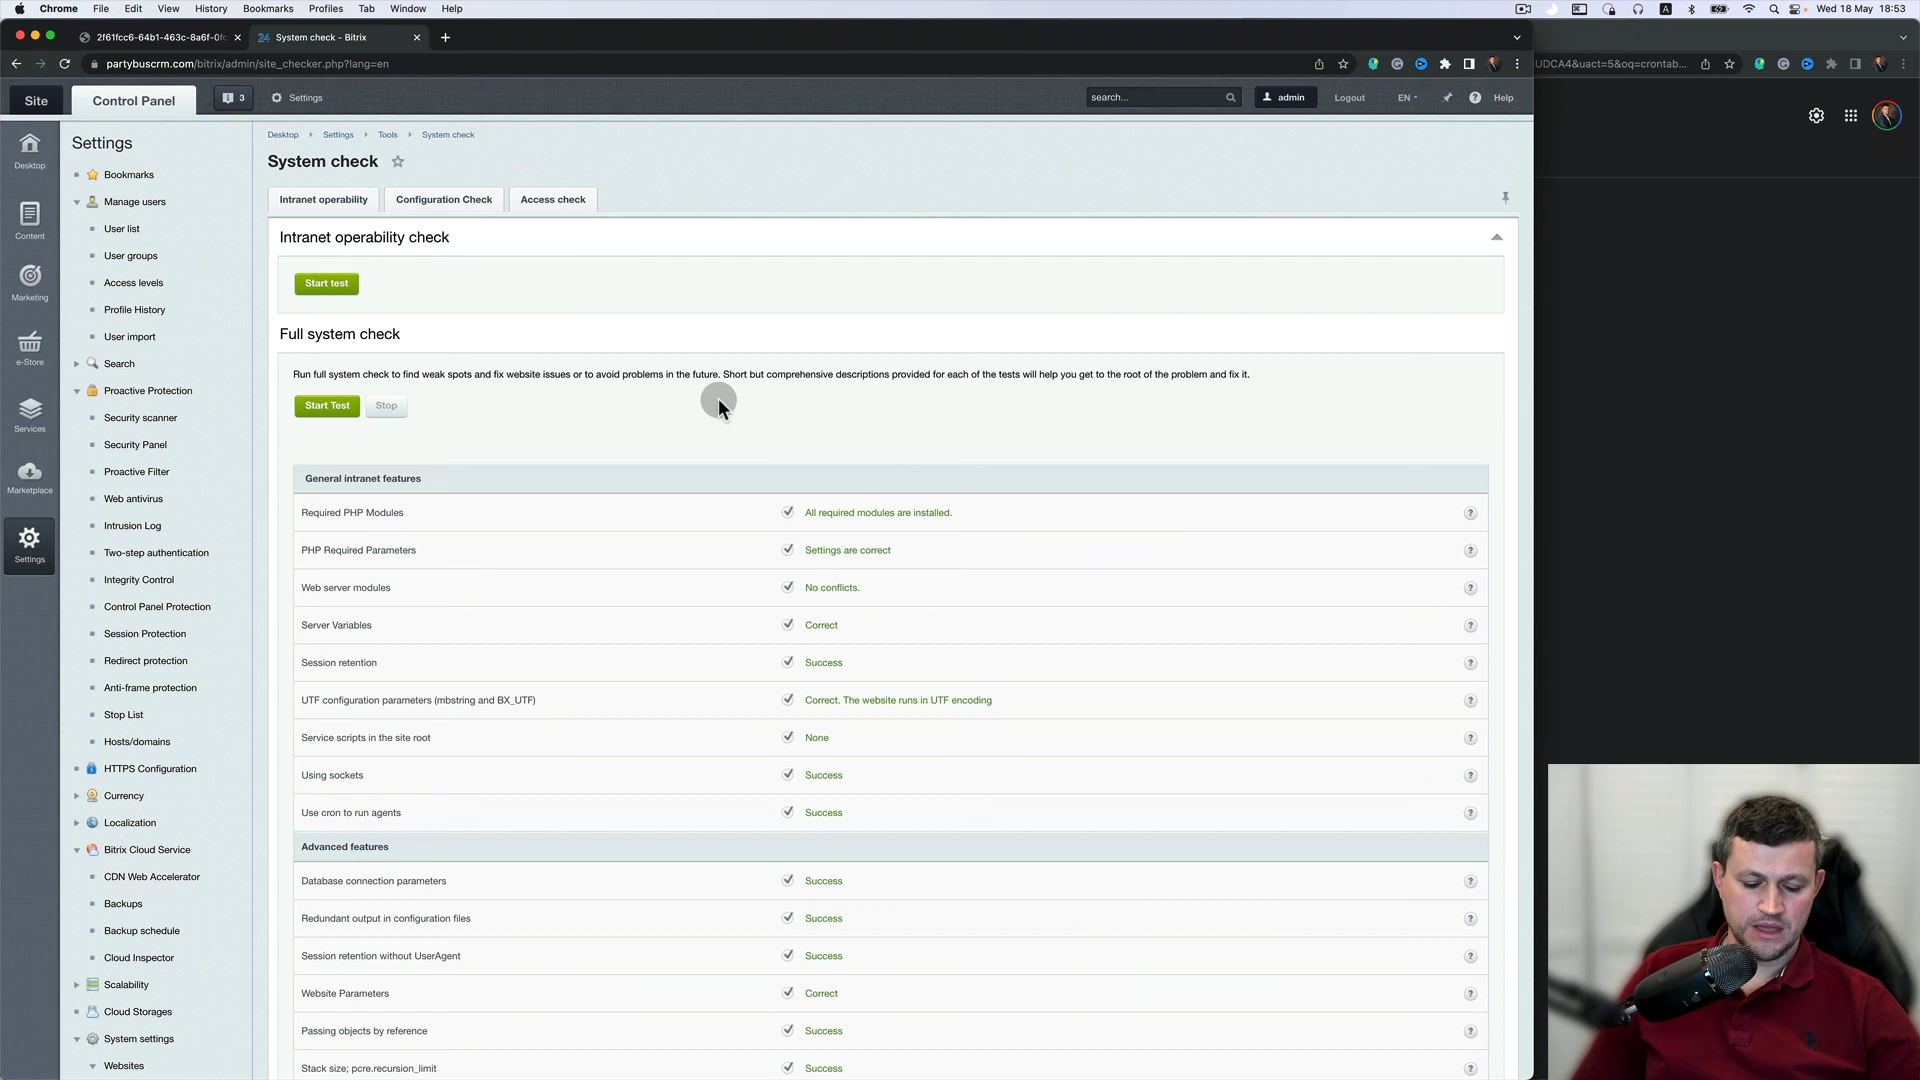 Chrome File Edit View History Bookmarks Profiles Tab Window Help
A Wed 18 May 18:53
2f61fcc6-64b1-463c-8a6f-0f
24 System check - Bitrix
partybuscrm.com/bitrix/admin/site_checker.php?lang=en
UDCA4&uact=5&oq=crontab...
Site
Control Panel
3
Settings
search...
admin
Logout
EN
Help
Desktop
Content
Marketing
e-Store
Services
Marketplace
Settings
Settings
Bookmarks
Manage users
User list
User groups
Access levels
Profile History
User import
Search
Proactive Protection
Security scanner
Security Panel
Proactive Filter
Web antivirus
Intrusion Log
Two-step authentication
Integrity Control
Control Panel Protection
Session Protection
Redirect protection
Anti-frame protection
Stop List
Hosts/domains
HTTPS Configuration
Currency
Localization
Bitrix Cloud Service
CDN Web Accelerator
Backups
Backup schedule
Cloud Inspector
Scalability
Cloud Storages
System settings
Websites
Desktop Settings Tools System check
System check
Intranet operability
Configuration Check
Access check
Intranet operability check
Start test
Full system check
Run full system check to find weak spots and fix website issues or to avoid problems in the future. Short but comprehensive descriptions provided for each of the tests will help you get to the root of the problem and fix it.
Start Test
Stop
General intranet features
Required PHP Modules All required modules are installed. ?
PHP Required Parameters Settings are correct ?
Web server modules No conflicts. ?
Server Variables Correct ?
Session retention Success ?
UTF configuration parameters (mbstring and BX_UTF) Correct. The website runs in UTF encoding ?
Service scripts in the site root None ?
Using sockets Success ?
Use cron to run agents Success ?
Advanced features
Database connection parameters Success ?
Redundant output in configuration files Success ?
Session retention without UserAgent Success ?
Website Parameters Correct ?
Passing objects by reference Success ?
Stack size; pcre.recursion_limit Success ?